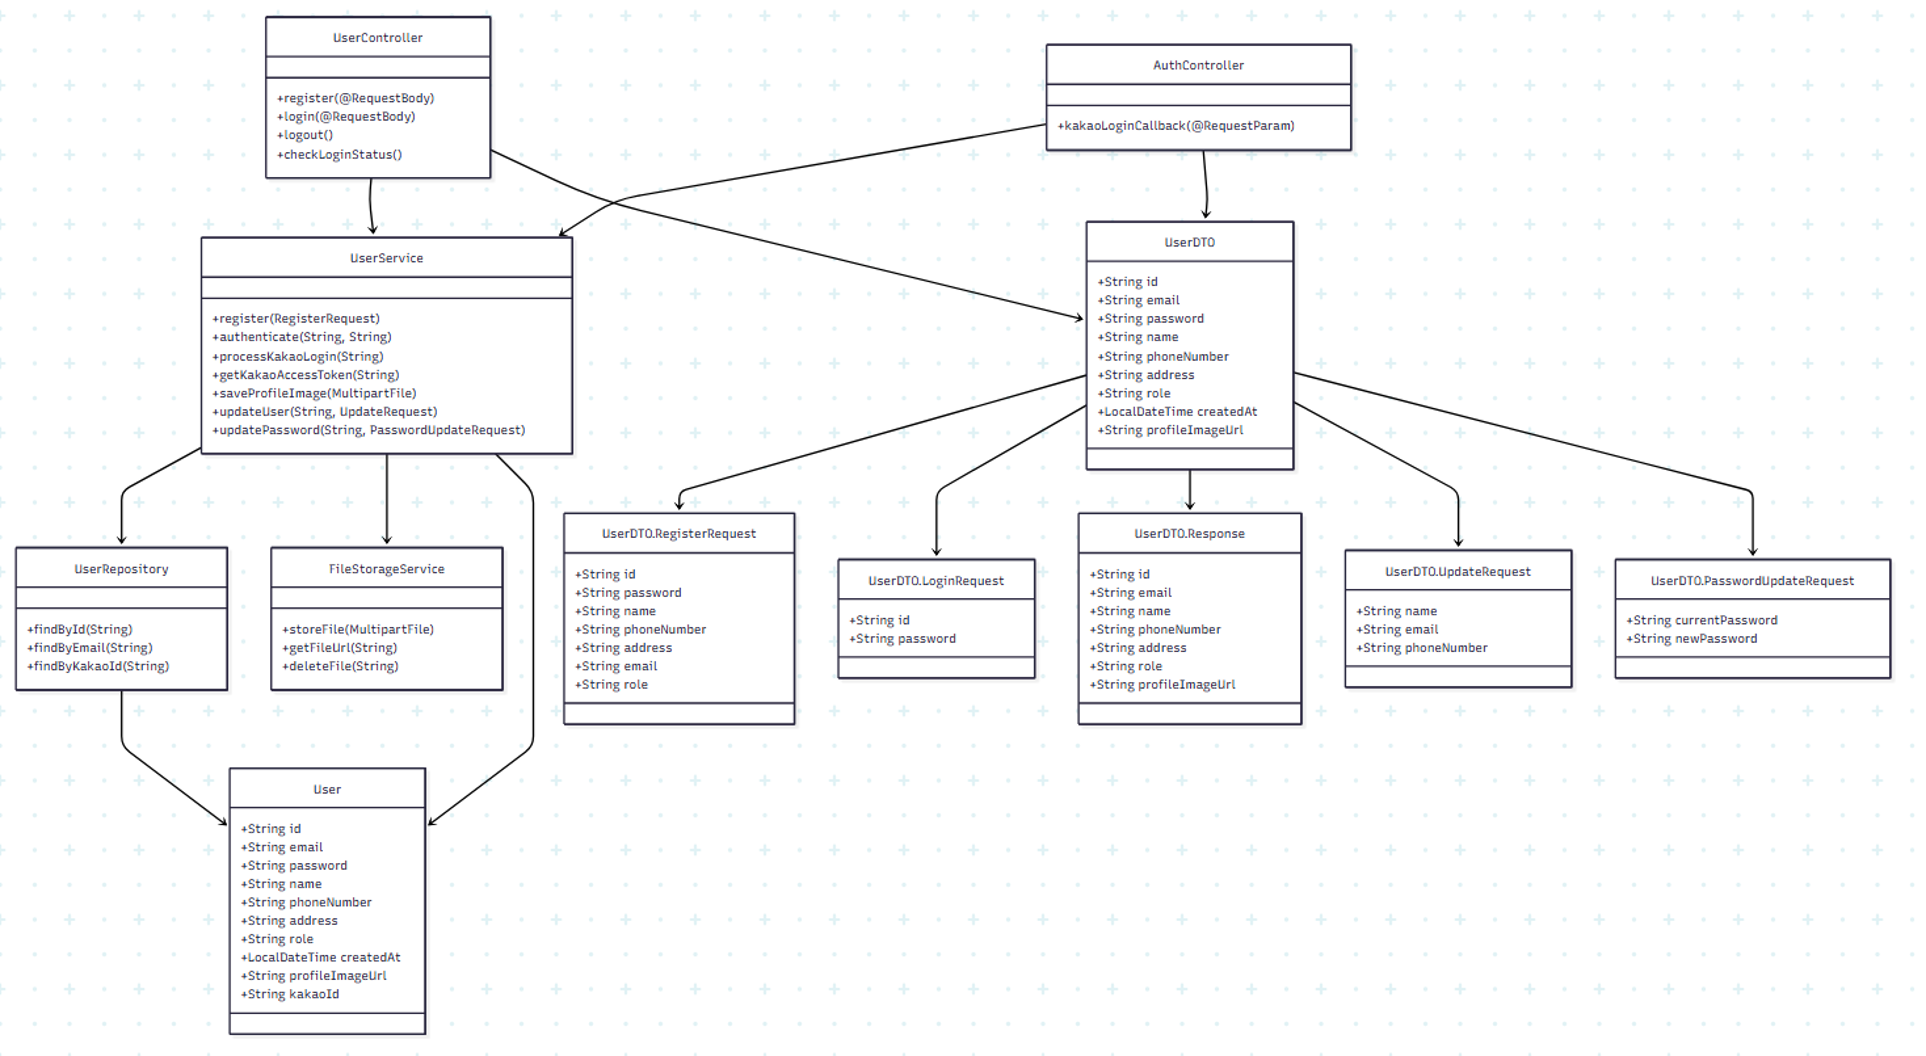 UserController
+register(@RequestBody)
+login(@RequestBody)
+logout()
+checkLoginStatus()
AuthController
+kakaoLoginCallback(@RequestParam)
UserService
+register(RegisterRequest)
+authenticate(String, String)
+processKakaoLogin(String)
+getKakaoAccessToken(String)
+saveProfileImage(MultipartFile)
+updateUser(String, UpdateRequest)
+updatePassword(String, PasswordUpdateRequest)
UserDTO
+String id
+String email
+String password
+String name
+String phoneNumber
+String address
+String role
+LocalDateTime createdAt
+String profileImageUrl
UserRepository
+findById(String)
+findByEmail(String)
+findByKakaoId(String)
FileStorageService
+storeFile(MultipartFile)
+getFileUrl(String)
+deleteFile(String)
UserDTO.RegisterRequest
+String id
+String password
+String name
+String phoneNumber
+String address
+String email
+String role
UserDTO.LoginRequest
+String id
+String password
UserDTO.Response
+String id
+String email
+String name
+String phoneNumber
+String address
+String role
+String profileImageUrl
UserDTO.UpdateRequest
+String name
+String email
+String phoneNumber
UserDTO.PasswordUpdateRequest
+String currentPassword
+String newPassword
User
+String id
+String email
+String password
+String name
+String phoneNumber
+String address
+String role
+LocalDateTime createdAt
+String profileImageUrl
+String kakaoId